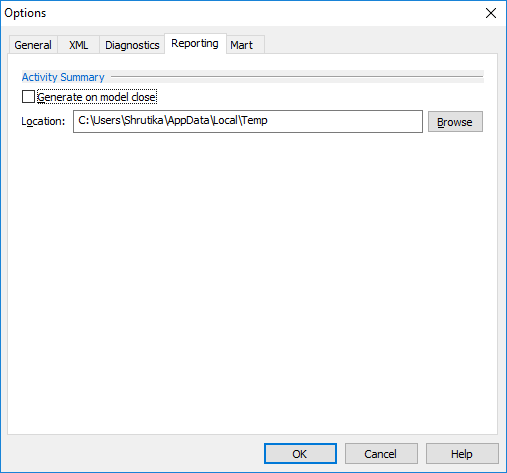 Options
General XML Diagnostics Reporting Mart
Activity Summary
Generate on model close
Location: C:\Users\Shrutika\AppData\Local\Temp Browse
OK Cancel Help